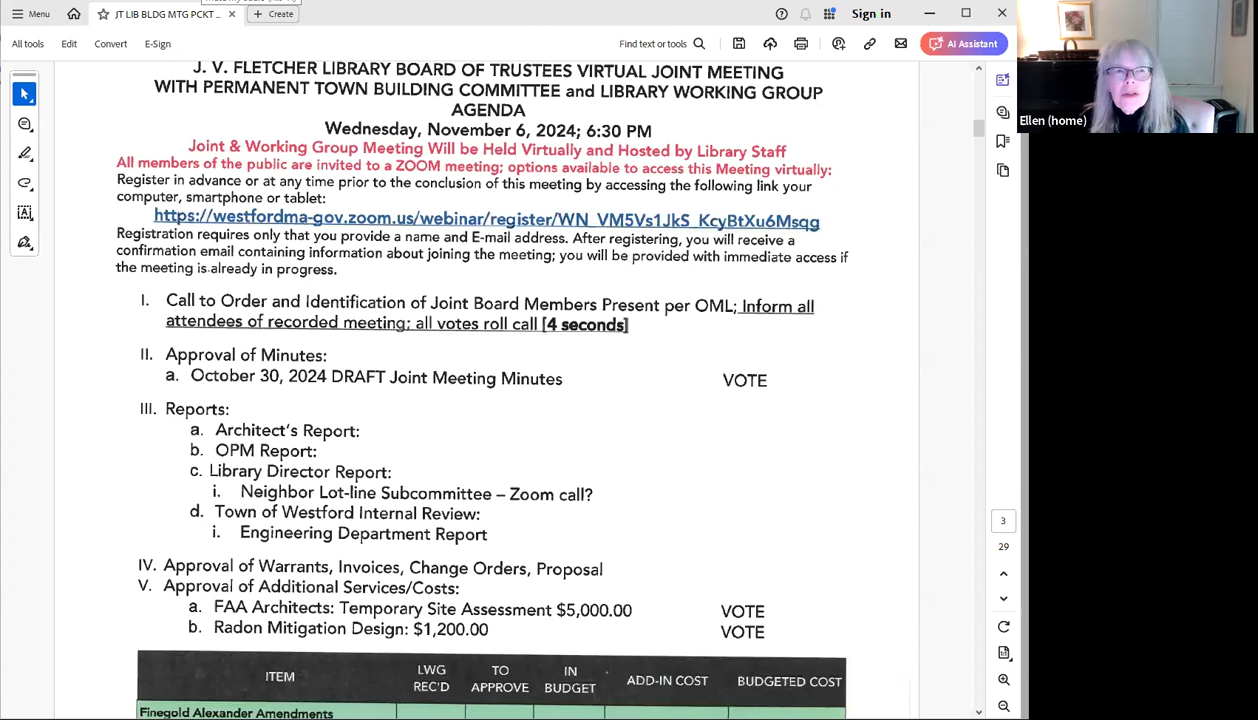 Menu
JT LIB BLDG MTG PCKT ...
Create
Sign in
All tools
Edit
Convert
E-Sign
Find text or tools
AI Assistant
J. V. FLETCHER LIBRARY BOARD OF TRUSTEES VIRTUAL JOINT MEETING
WITH PERMANENT TOWN BUILDING COMMITTEE and LIBRARY WORKING GROUP
AGENDA
Wednesday, November 6, 2024; 6:30 PM
Joint & Working Group Meeting Will be Held Virtually and Hosted by Library Staff
All members of the public are invited to a ZOOM meeting; options available to access this Meeting virtually:
Register in advance or at any time prior to the conclusion of this meeting by accessing the following link your
computer, smartphone or tablet:
https://westfordma-gov.zoom.us/webinar/register/WN_VM5Vs1JkS_KcyBtXu6Msqg
Registration requires only that you provide a name and E-mail address. After registering, you will receive a
confirmation email containing information about joining the meeting; you will be provided with immediate access if
the meeting is already in progress.
I. Call to Order and Identification of Joint Board Members Present per OML; Inform all
attendees of recorded meeting; all votes roll call [4 seconds]
II. Approval of Minutes:
a. October 30, 2024 DRAFT Joint Meeting Minutes VOTE
III. Reports:
a. Architect's Report:
b. OPM Report:
c. Library Director Report:
i. Neighbor Lot-line Subcommittee – Zoom call?
d. Town of Westford Internal Review:
i. Engineering Department Report
IV. Approval of Warrants, Invoices, Change Orders, Proposal
V. Approval of Additional Services/Costs:
a. FAA Architects: Temporary Site Assessment $5,000.00 VOTE
b. Radon Mitigation Design: $1,200.00 VOTE
ITEM LWG REC'D TO APPROVE IN BUDGET ADD-IN COST BUDGETED COST
Finegold Alexander Amendments
3
29
Ellen (home)